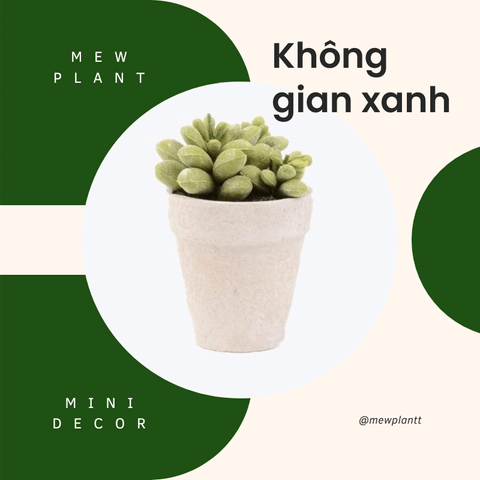 MEW
PLANT
Không
gian xanh
MINI
DECOR
@mewplantt